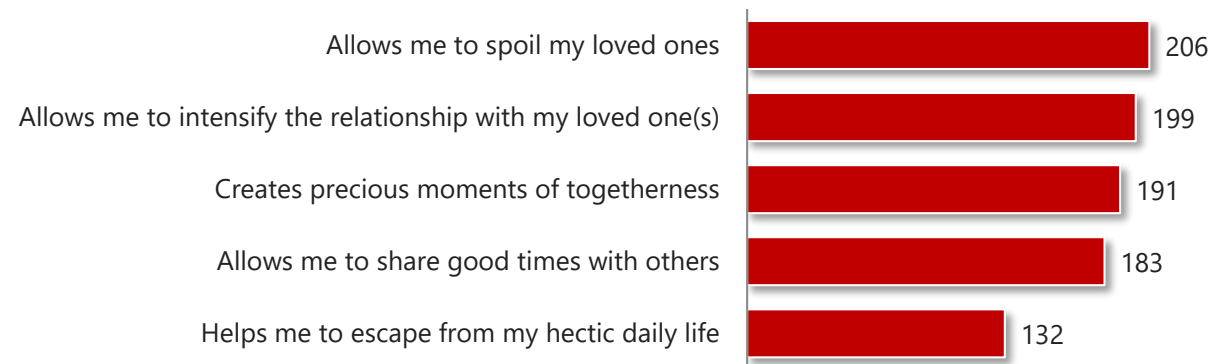 Allows me to spoil my loved ones 206
Allows me to intensify the relationship with my loved one(s) 199
Creates precious moments of togetherness 191
Allows me to share good times with others 183
Helps me to escape from my hectic daily life 132